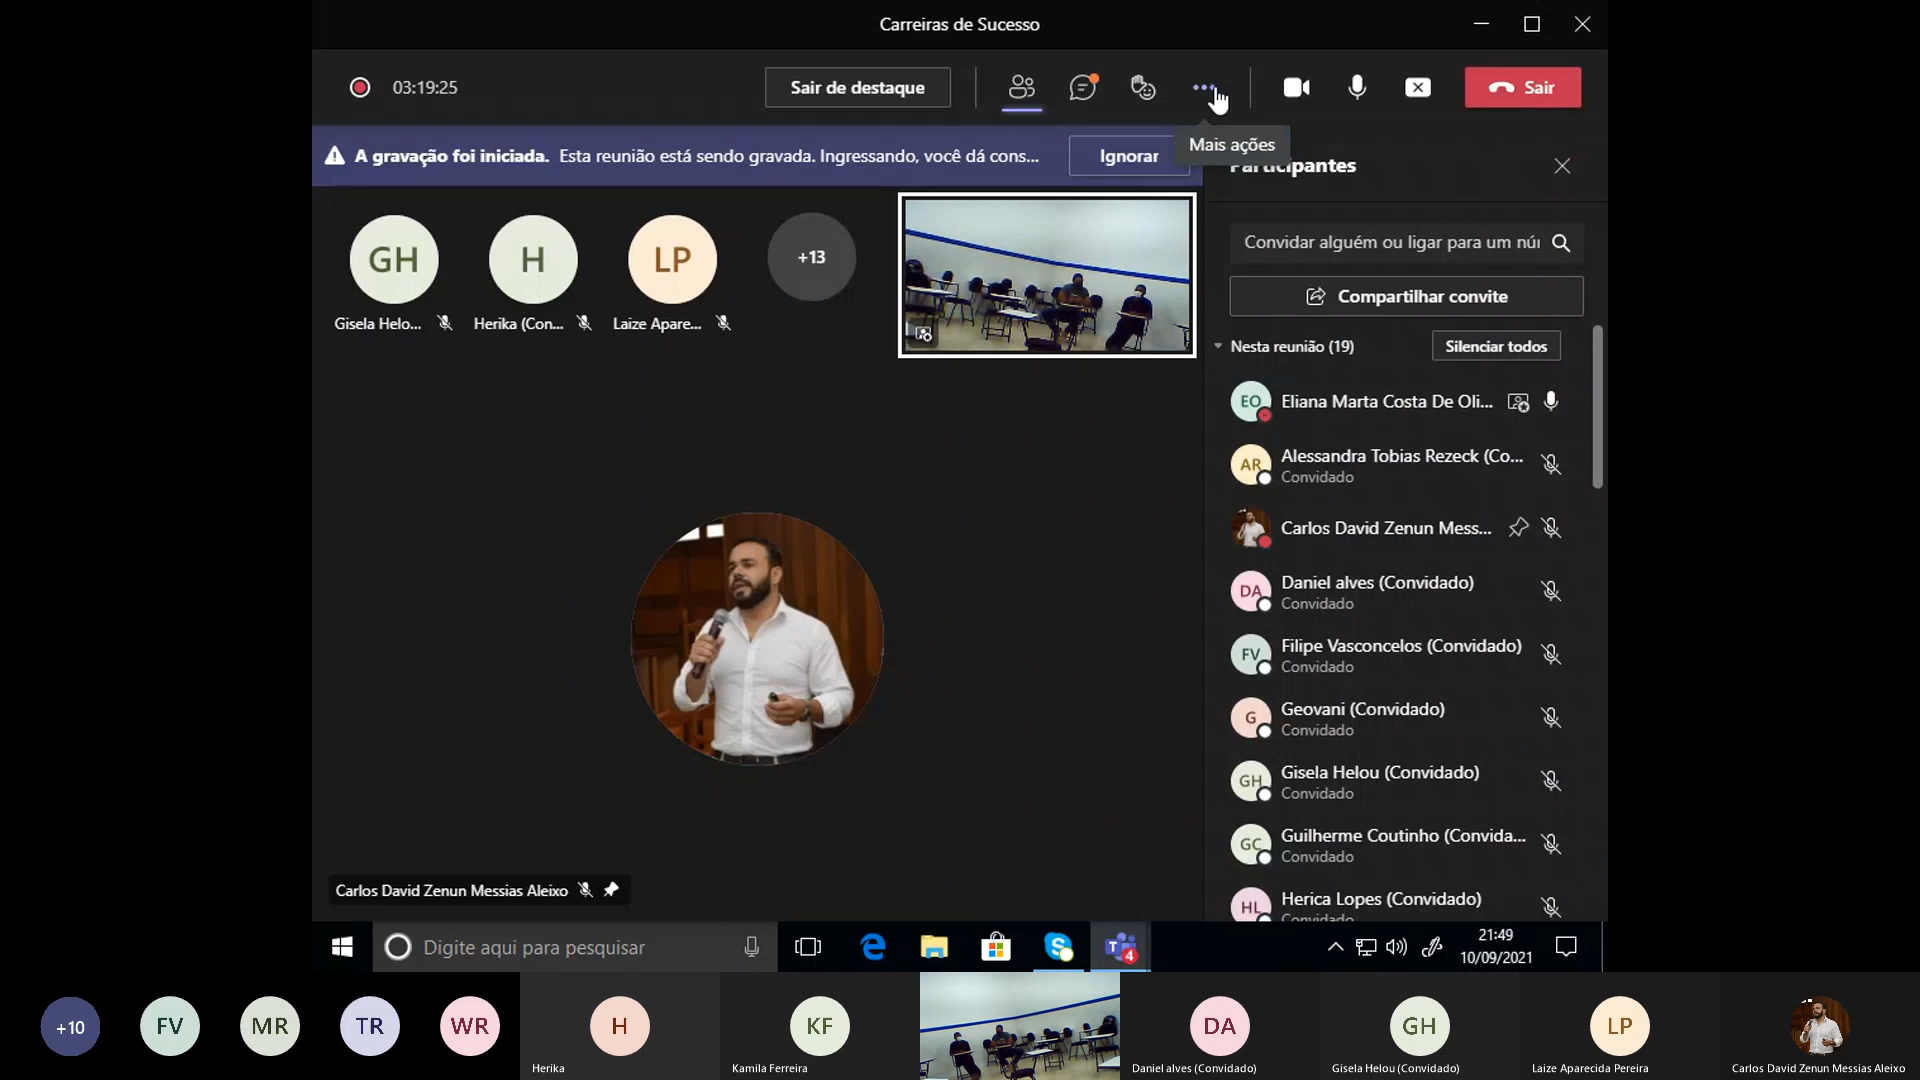 Carreiras de Sucesso
03:19:25
Sair de destaque
Sair
Mais ações
A gravação foi iniciada. Esta reunião está sendo gravada. Ingressando, você dá cons...
Ignorar
Participantes
GH
H
LP
+13
Gisela Helo...
Herika (Con...
Laize Apare...
Convidar alguém ou ligar para um nú
Compartilhar convite
Nesta reunião (19)
Silenciar todos
EO
Eliana Marta Costa De Oli...
AR
Alessandra Tobias Rezeck (Co...
Convidado
Carlos David Zenun Mess...
DA
Daniel alves (Convidado)
Convidado
FV
Filipe Vasconcelos (Convidado)
Convidado
G
Geovani (Convidado)
Convidado
GH
Gisela Helou (Convidado)
Convidado
GC
Guilherme Coutinho (Convida...
Convidado
HL
Herica Lopes (Convidado)
Convidado
Carlos David Zenun Messias Aleixo
Digite aqui para pesquisar
4
21:49
10/09/2021
+10
FV
MR
TR
WR
H
Herika
KF
Kamila Ferreira
DA
Daniel alves (Convidado)
GH
Gisela Helou (Convidado)
LP
Laize Aparecida Pereira
Carlos David Zenun Messias Aleixo